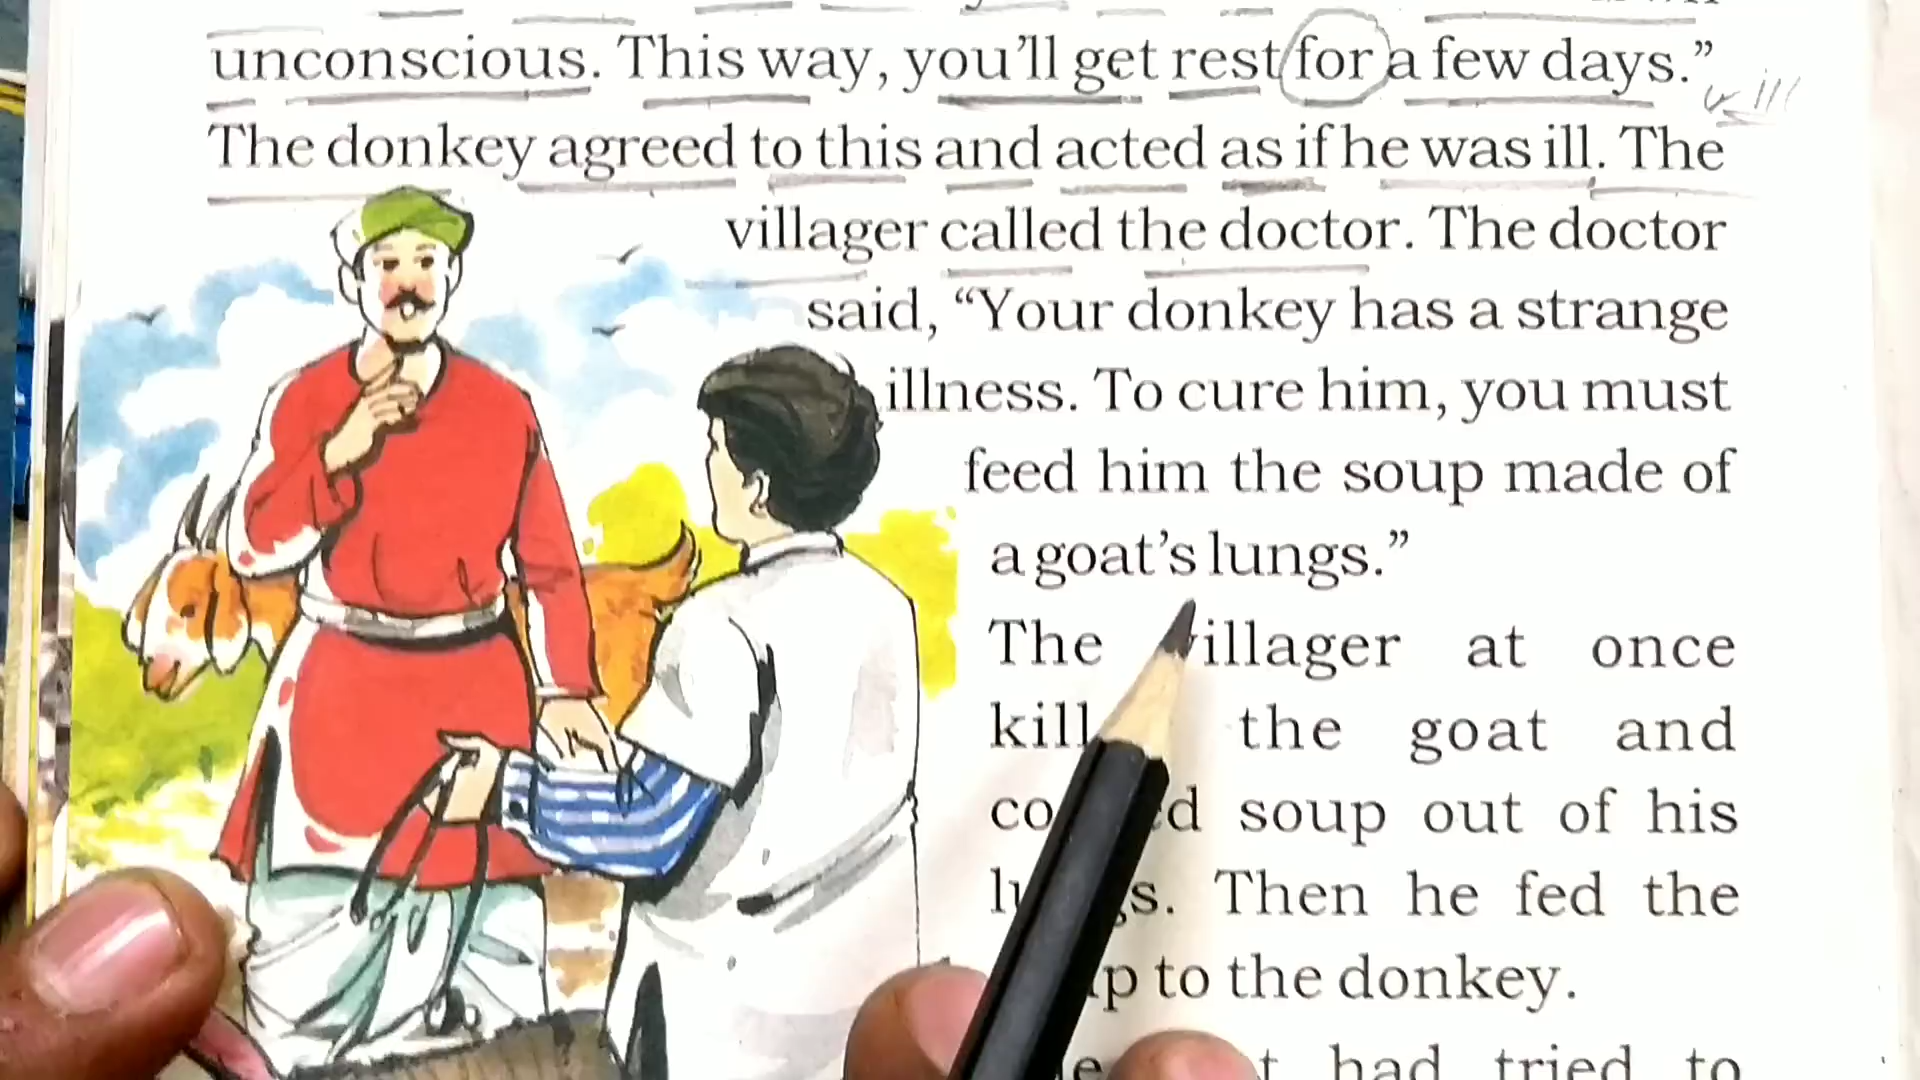 unconscious. This way, you'll get rest for a few days."
ill
The donkey agreed to this and acted as if he was ill. The
villager called the doctor. The doctor
said, "Your donkey has a strange
illness. To cure him, you must
feed him the soup made of
a goat's lungs."
The villager at once
kill the goat and
co d soup out of his
lu s. Then he fed the
p to the donkey.
e t had tried to